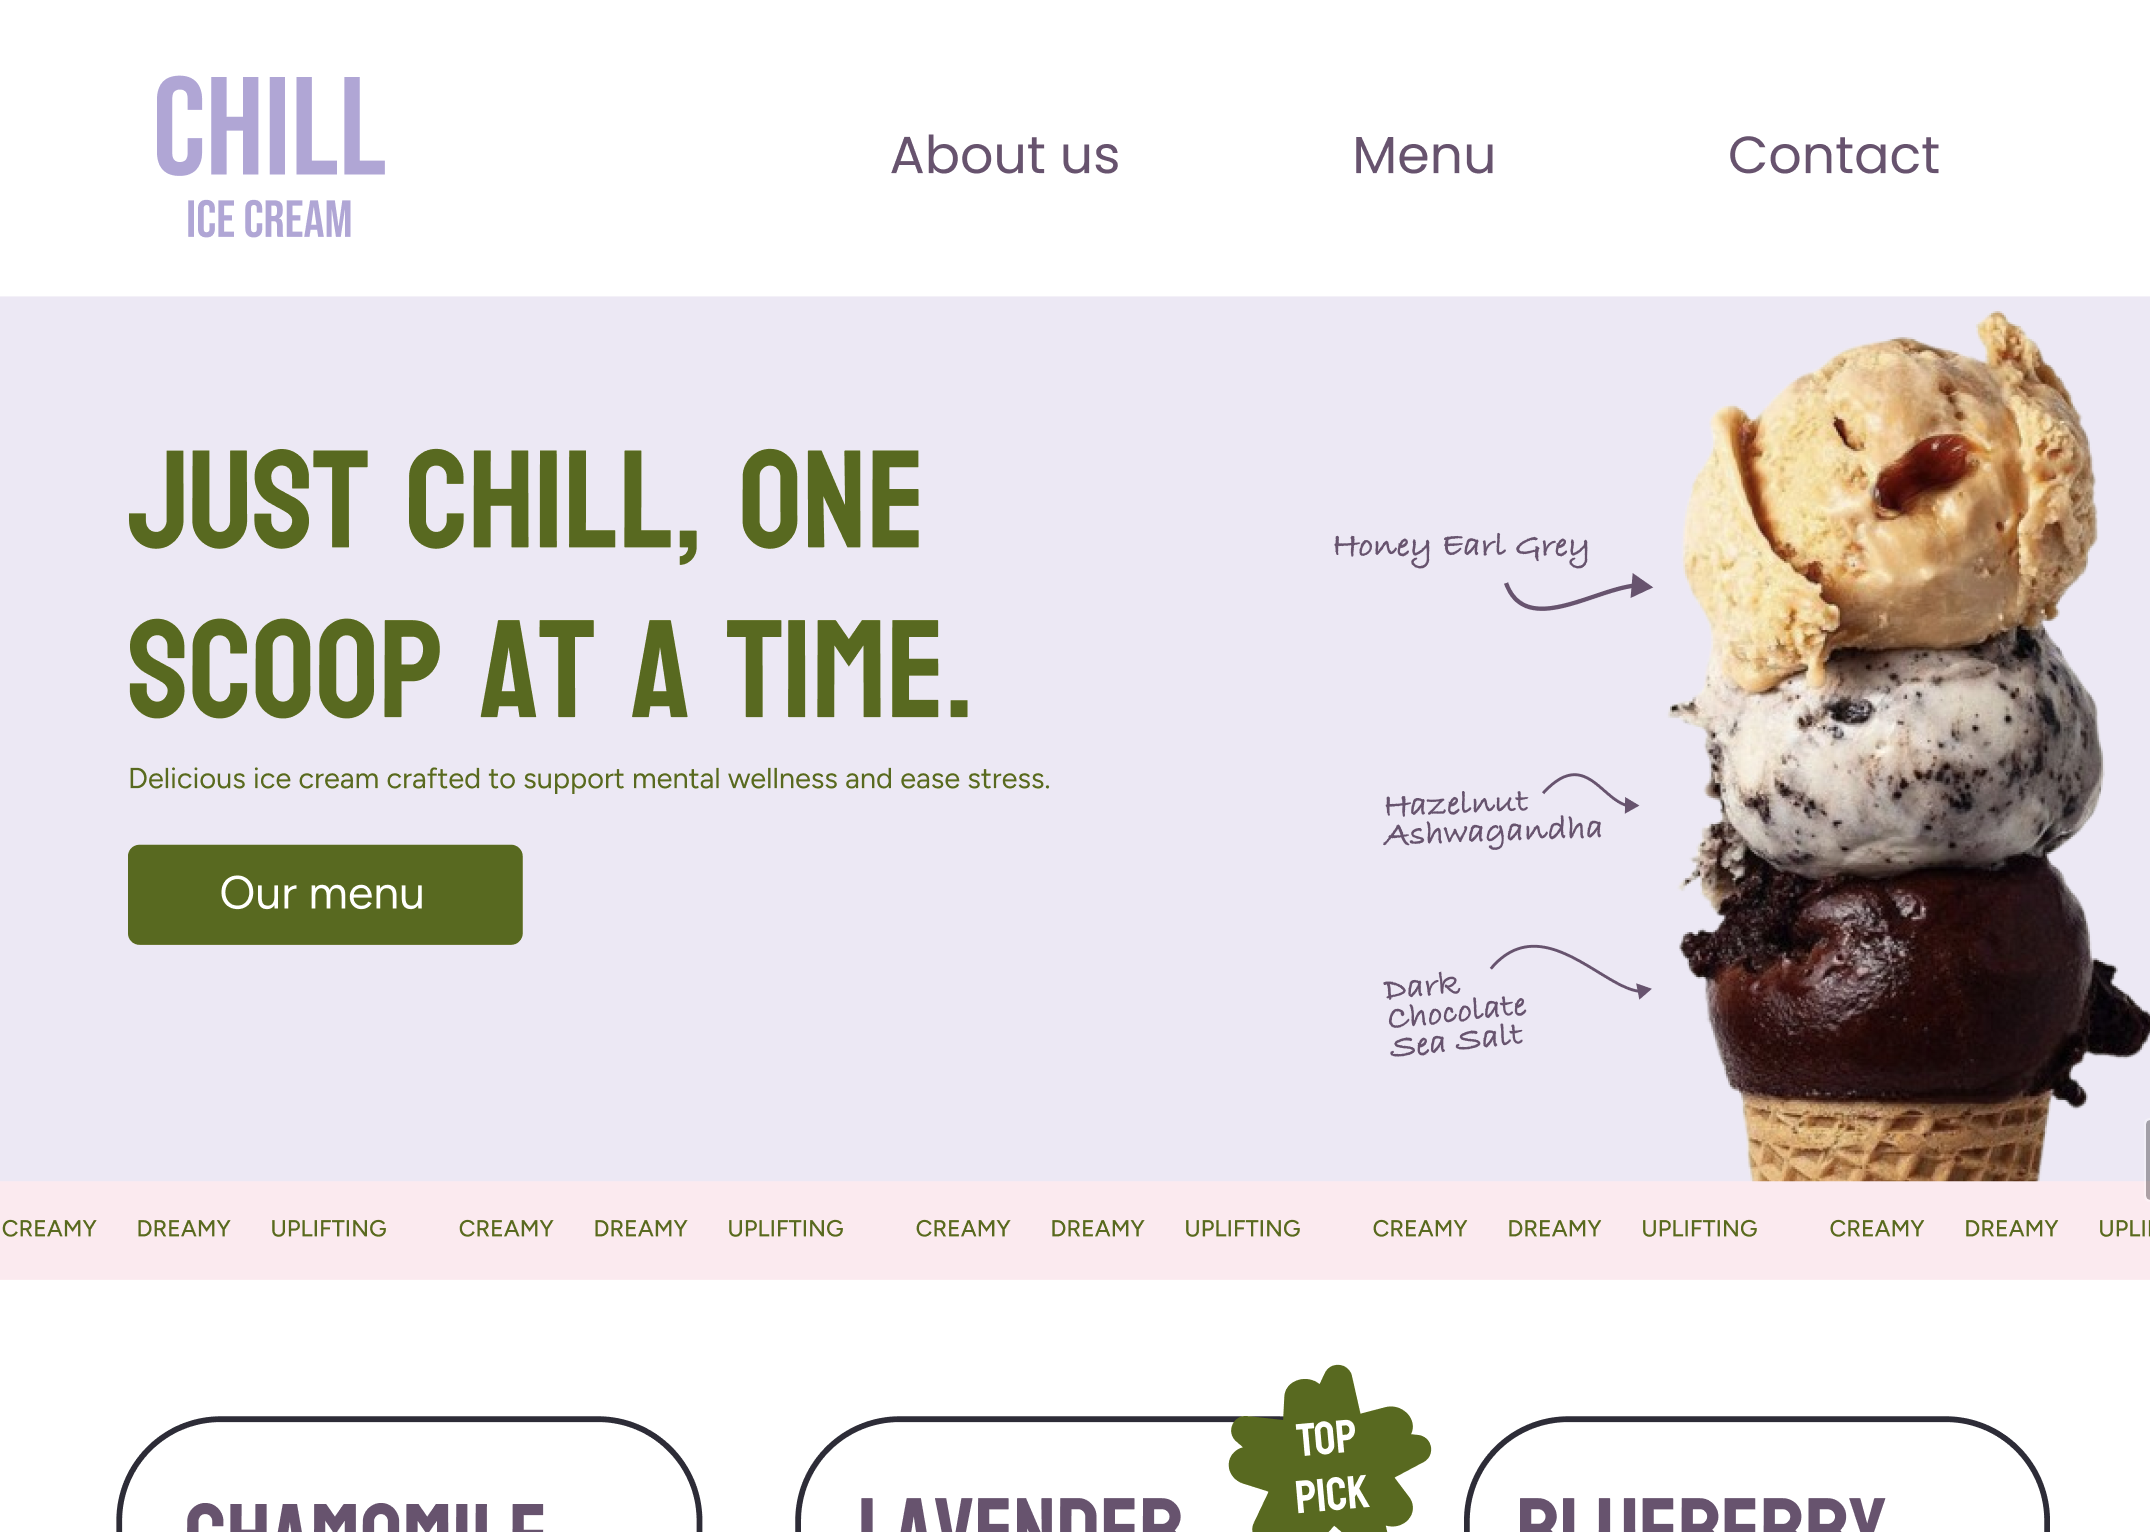 CHILL
ICE CREAM
About us
Menu
Contact
JUST CHILL, ONE
SCOOP AT A TIME.
Delicious ice cream crafted to support mental wellness and ease stress.
Our menu
Honey Earl Grey
Hazelnut
Ashwagandha
Dark
Chocolate
Sea Salt
CREAMY DREAMY UPLIFTING CREAMY DREAMY UPLIFTING CREAMY DREAMY UPLIFTING CREAMY DREAMY UPLIFTING CREAMY DREAMY UPLI
TOP
PICK
CHAMOMILE
LAVENDER
BLUEBERRY